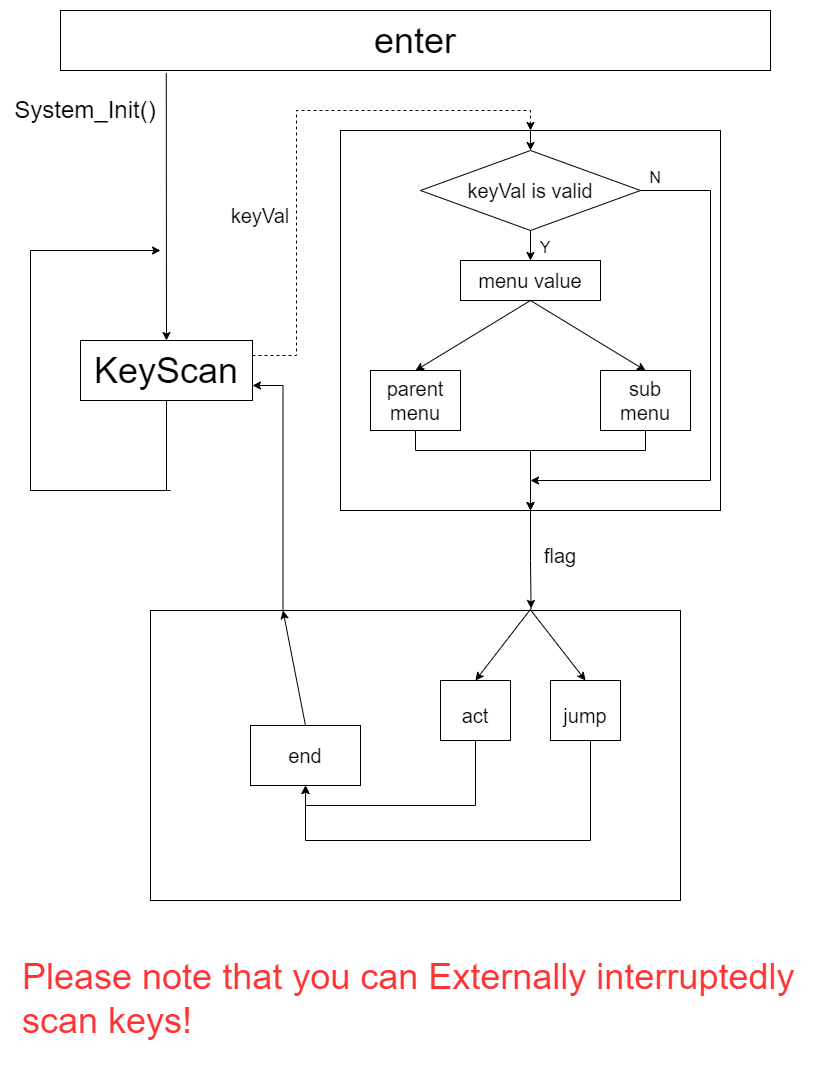 enter
System_Init()
keyVal
keyVal is valid
N
Y
menu value
KeyScan
parent
menu
sub
menu
flag
act
jump
end
Please note that you can Externally interruptedly
scan keys!